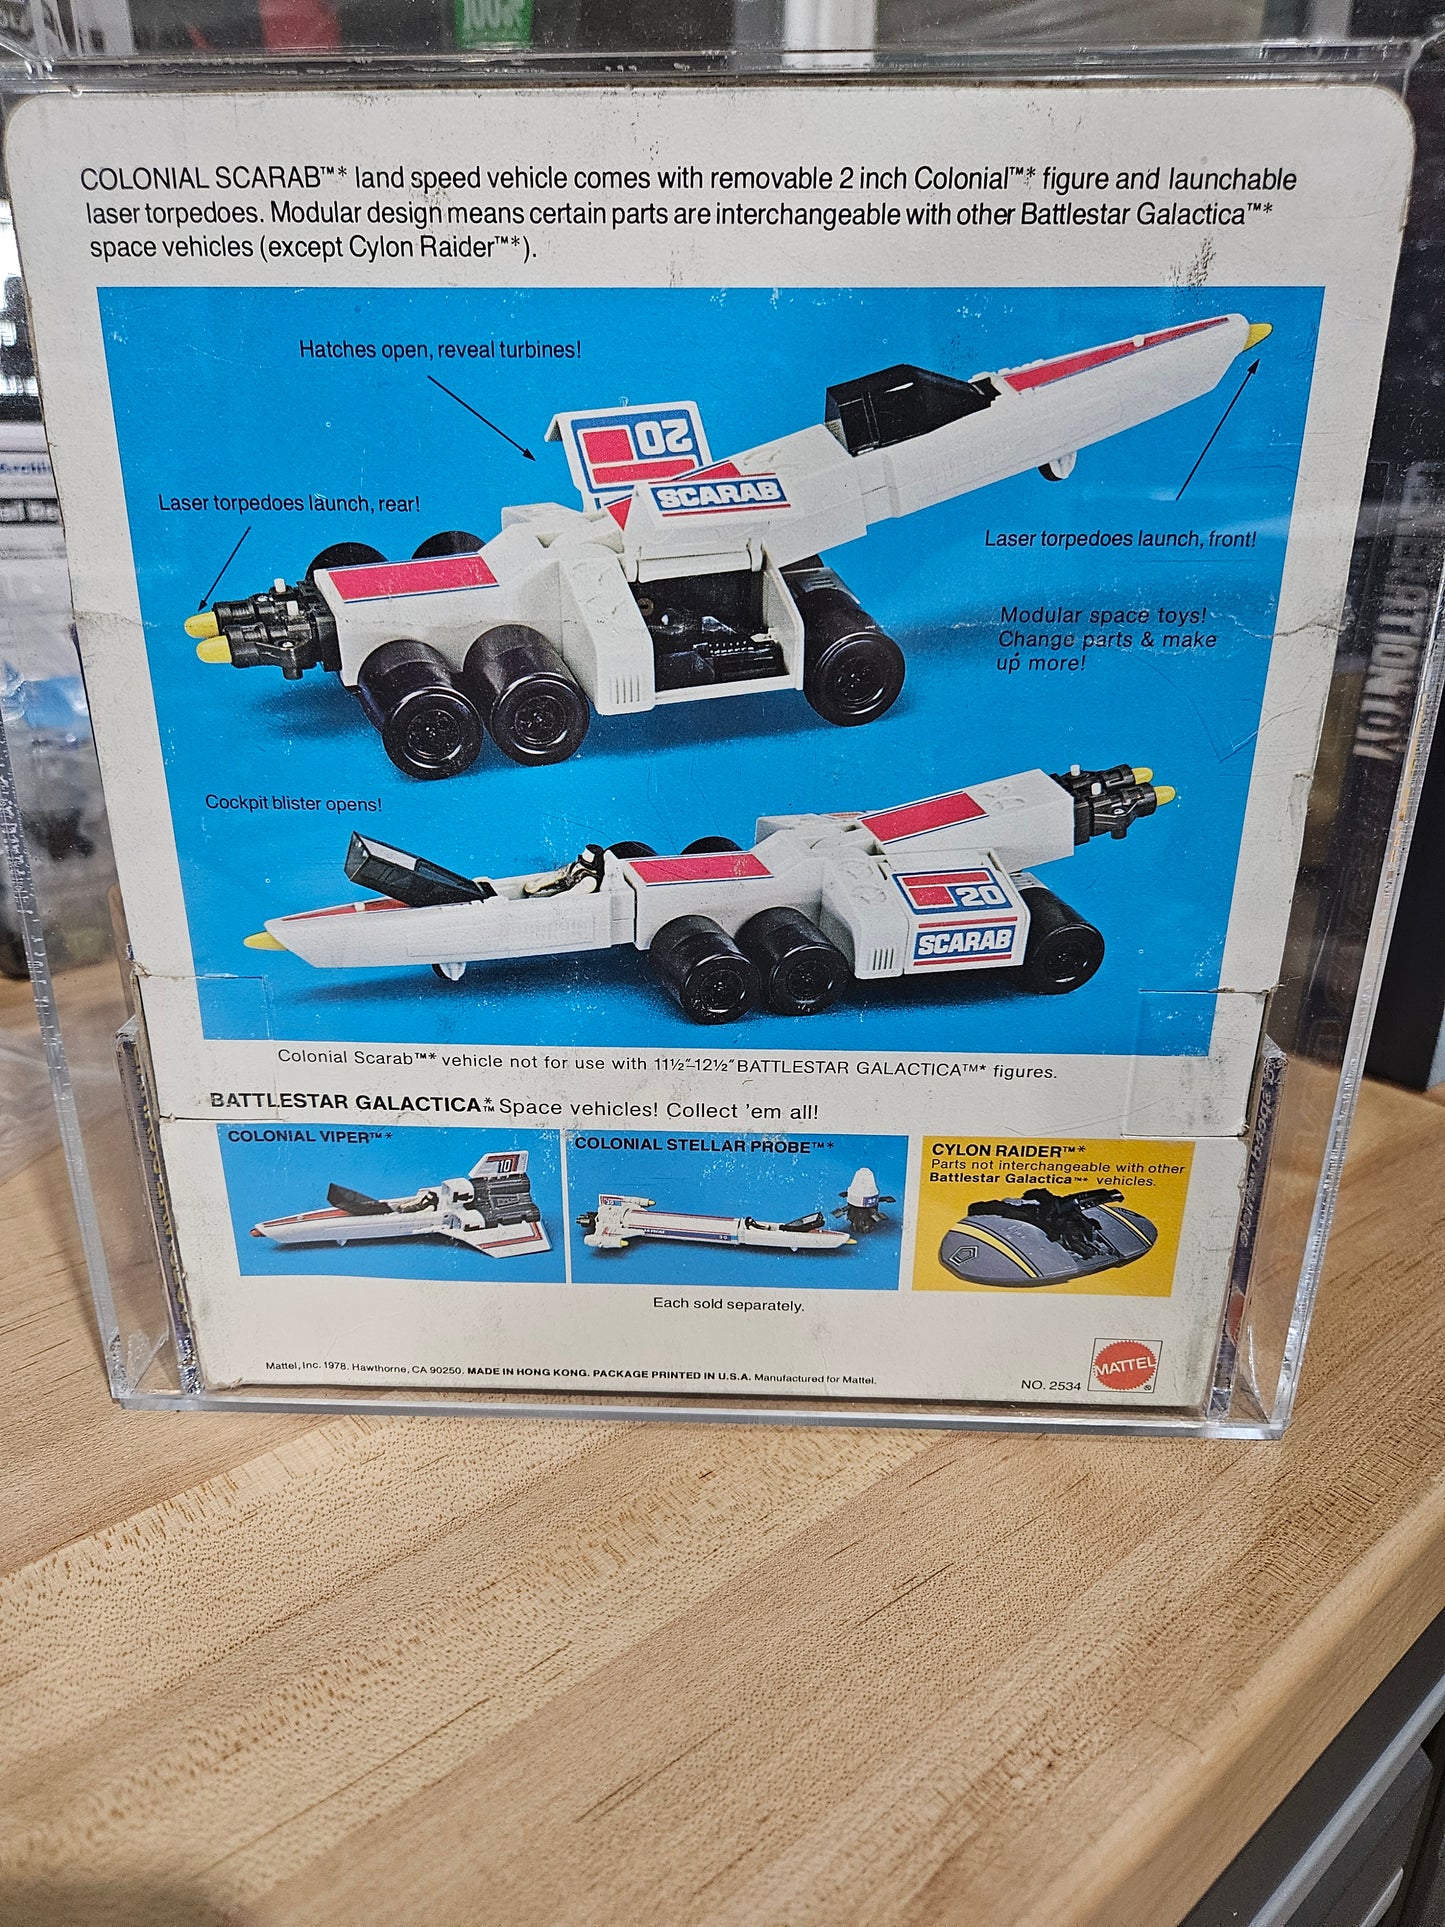 COLONIAL SCARAB™* land speed vehicle comes with removable 2 inch Colonial™* figure and launchable
laser torpedoes. Modular design means certain parts are interchangeable with other Battlestar Galactica™*
space vehicles (except Cylon Raider™*).
Hatches open, reveal turbines!
20
SCARAB
Laser torpedoes launch, rear!
Laser torpedoes launch, front!
Modular space toys!
Change parts & make
up more!
Cockpit blister opens!
20
SCARAB
Colonial Scarab™* vehicle not for use with 11½"-12½" BATTLESTAR GALACTICA™* figures.
BATTLESTAR GALACTICA™* Space vehicles! Collect 'em all!
COLONIAL VIPER™*
10
COLONIAL STELLAR PROBE™*
CYLON RAIDER™*
Parts not interchangeable with other
Battlestar Galactica™* vehicles.
Each sold separately.
Mattel, Inc. 1978. Hawthorne, CA 90250. MADE IN HONG KONG. PACKAGE PRINTED IN U.S.A. Manufactured for Mattel.
NO. 2534
MATTEL
®